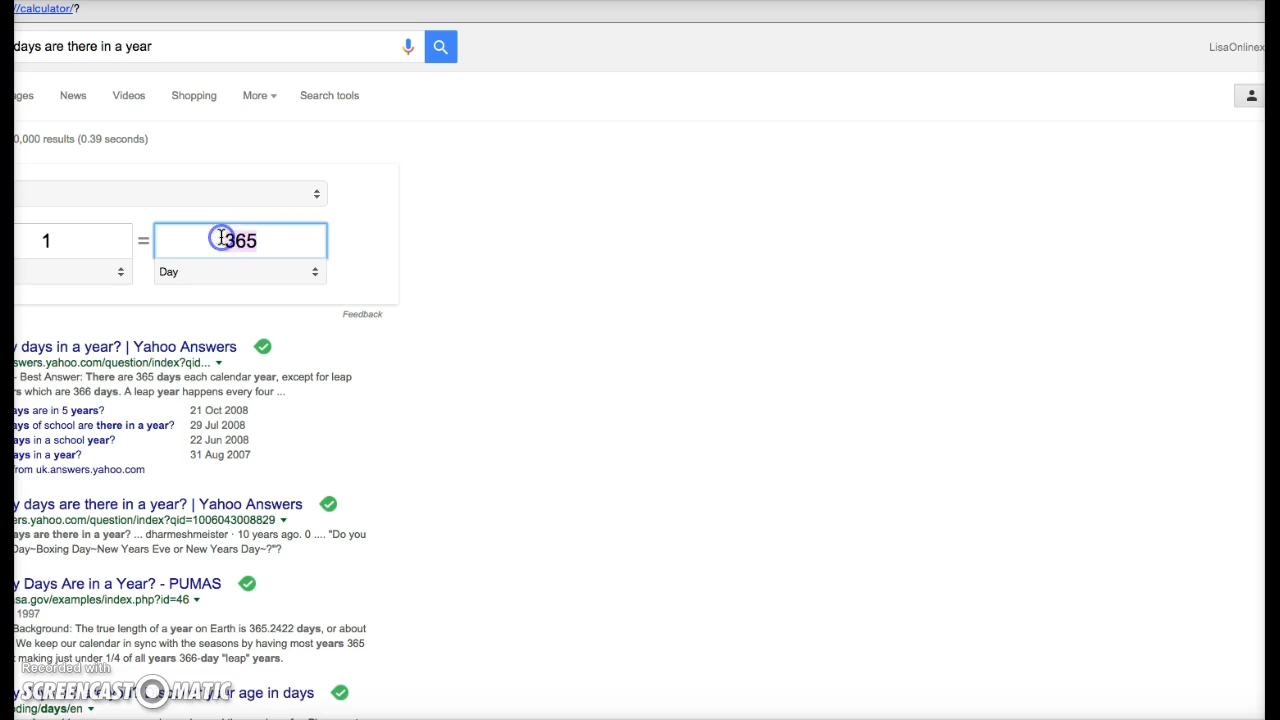 //calculator/?
days are there in a year
LisaOnlinex
News Videos Shopping More Search tools
0,000 results (0.39 seconds)
1 = 365
Day
Feedback
y days in a year? | Yahoo Answers
swers.yahoo.com/question/index?qid...
- Best Answer: There are 365 days each calendar year, except for leap
rs which are 366 days. A leap year happens every four ...
ays are in 5 years? 21 Oct 2008
ays of school are there in a year? 29 Jul 2008
ays in a school year? 22 Jun 2008
ays in a year? 31 Aug 2007
from uk.answers.yahoo.com
y days are there in a year? | Yahoo Answers
ers.yahoo.com/question/index?qid=1006043008829
ays are there in a year? ... dharmeshmeister · 10 years ago. 0 .... "Do you
Day~Boxing Day~New Years Eve or New Years Day~?"?
y Days Are in a Year? - PUMAS
sa.gov/examples/index.php?id=46
1997
Background: The true length of a year on Earth is 365.2422 days, or about
We keep our calendar in sync with the seasons by having most years 365
t making just under 1/4 of all years 366-day "leap" years.
Recorded with
SCREENCAST-O-MATIC
your age in days
ding/days/en